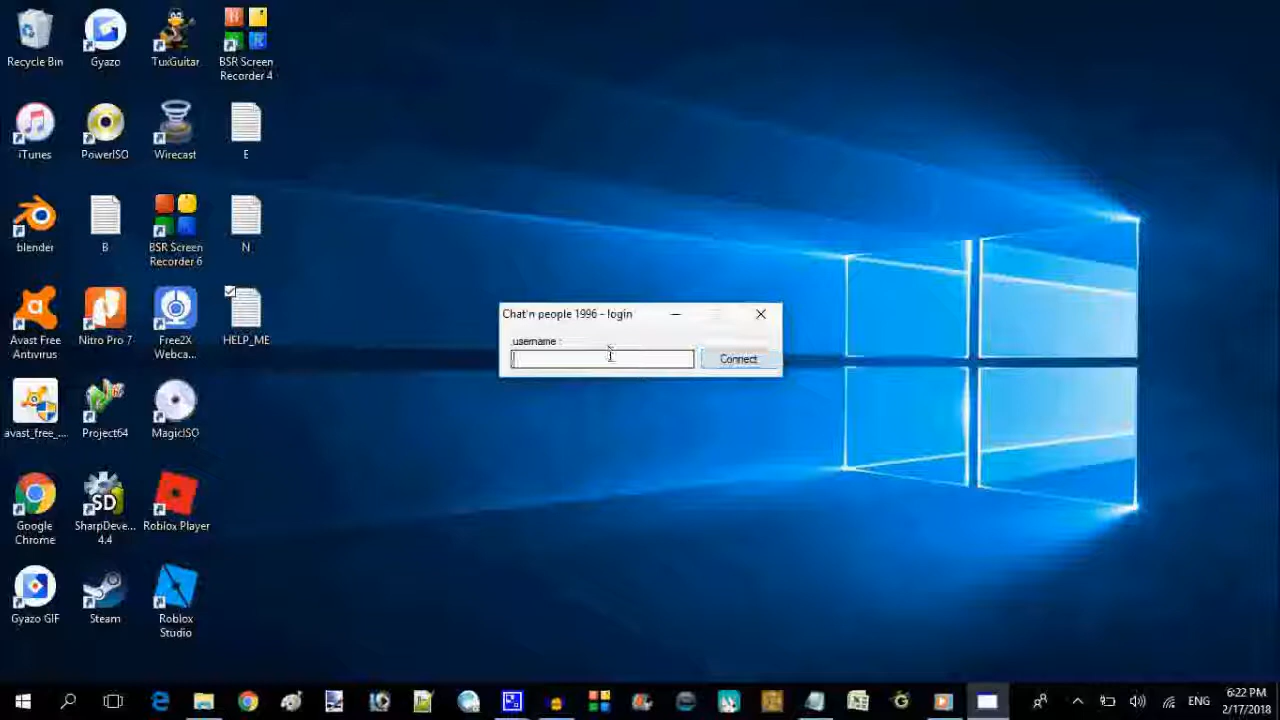 Recycle Bin
Gyazo
TuxGuitar
BSR Screen
Recorder 4
iTunes
PowerISO
Wirecast
E
blender
B
BSR Screen
Recorder 6
N
Avast Free
Antivirus
Nitro Pro 7
Free2X
Webca...
HELP_ME
avast_free_...
Project64
MagicISO
Google
Chrome
SharpDeve...
4.4
Roblox Player
Gyazo GIF
Steam
Roblox
Studio
Chat'n people 1996 - login
username :
Connect
ENG
6:22 PM
2/17/2018